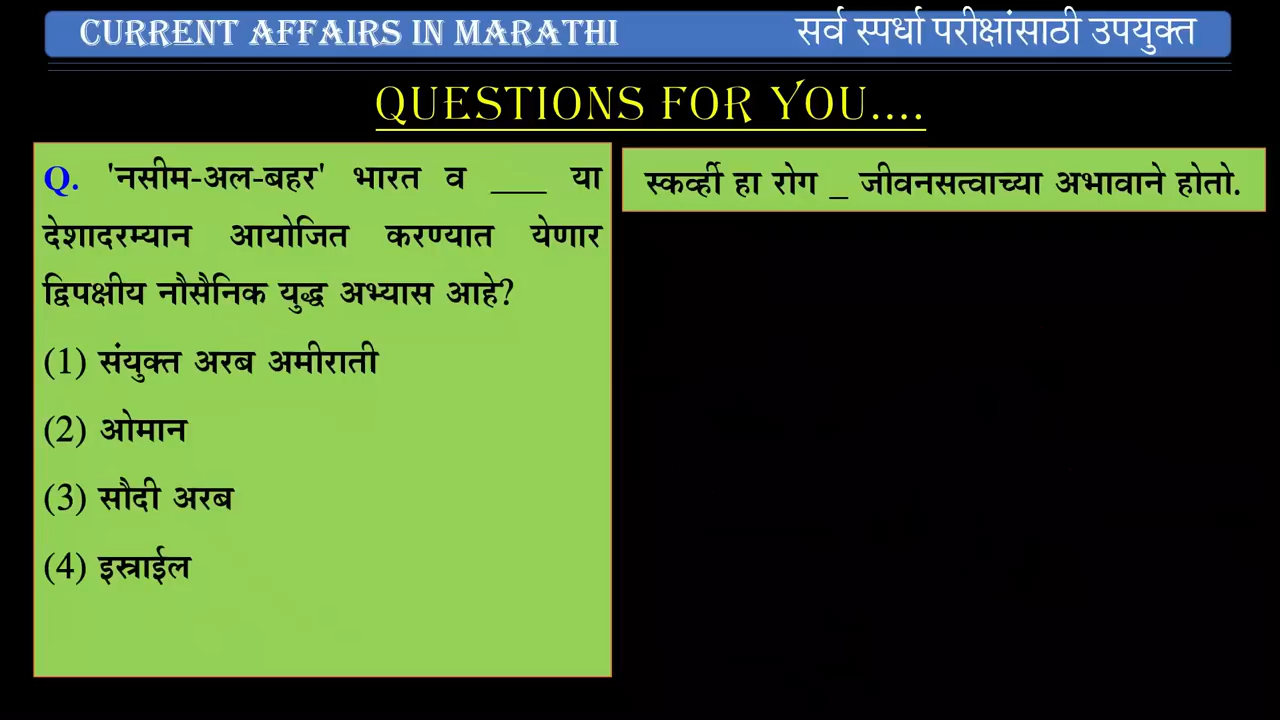 CURRENT AFFAIRS IN MARATHI
सर्व स्पर्धा परीक्षांसाठी उपयुक्त
QUESTIONS FOR YOU....
Q. 'नसीम-अल-बहर' भारत व ___ या
देशादरम्यान आयोजित करण्यात येणार
द्विपक्षीय नौसैनिक युद्ध अभ्यास आहे?
(1) संयुक्त अरब अमीराती
(2) ओमान
(3) सौदी अरब
(4) इस्त्राईल
स्कर्व्ही हा रोग _ जीवनसत्वाच्या अभावाने होतो.